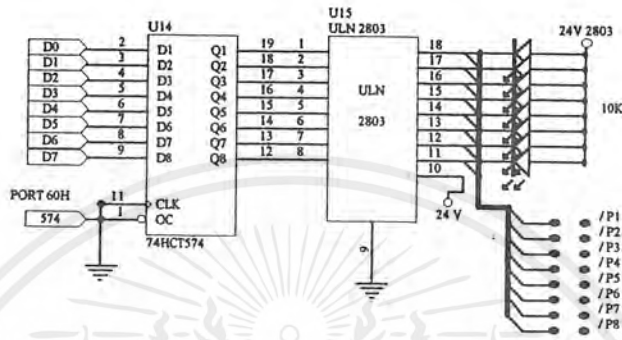 U14
U15
ULN 2803
24V 2803
D0 2 D1 Q1 19 1 18
D1 3 D2 Q2 18 2 17
D2 4 D3 Q3 17 3 16
D3 5 D4 Q4 16 4 15
D4 6 D5 Q5 15 5 14
D5 7 D6 Q6 14 6 13
D6 8 D7 Q7 13 7 12
D7 9 D8 Q8 12 8 11
10
ULN
2803
10K
PORT 60H
574
11 CLK
1 OC
74HCT574
9
24 V
/P1
/P2
/P3
/P4
/P5
/P6
/P7
/P8